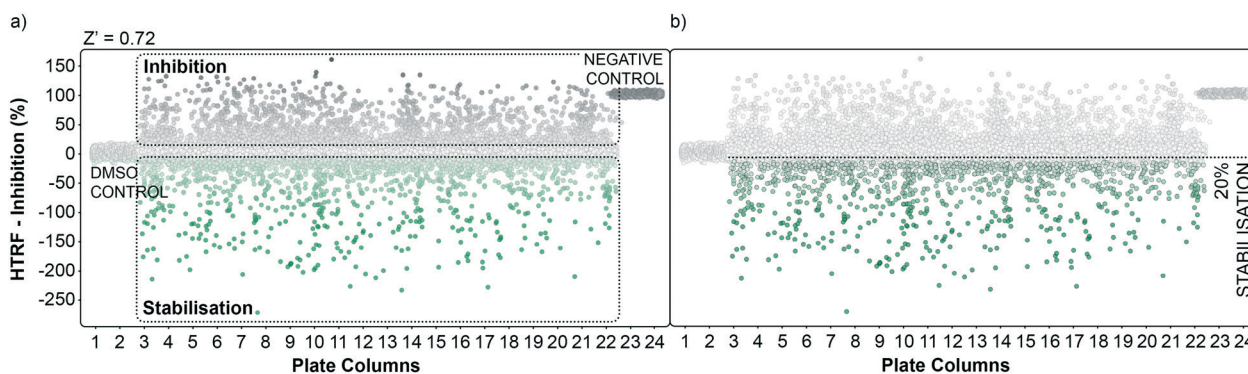 a)
Z' = 0.72
HTRF - Inhibition (%)
150
100
50
0
-50
-100
-150
-200
-250
Inhibition
NEGATIVE
CONTROL
DMSO
CONTROL
Stabilisation
1 2 3 4 5 6 7 8 9 10 11 12 13 14 15 16 17 18 19 20 21 22 23 24
Plate Columns
b)
20%
STABILISATION
1 2 3 4 5 6 7 8 9 10 11 12 13 14 15 16 17 18 19 20 21 22 23 24
Plate Columns